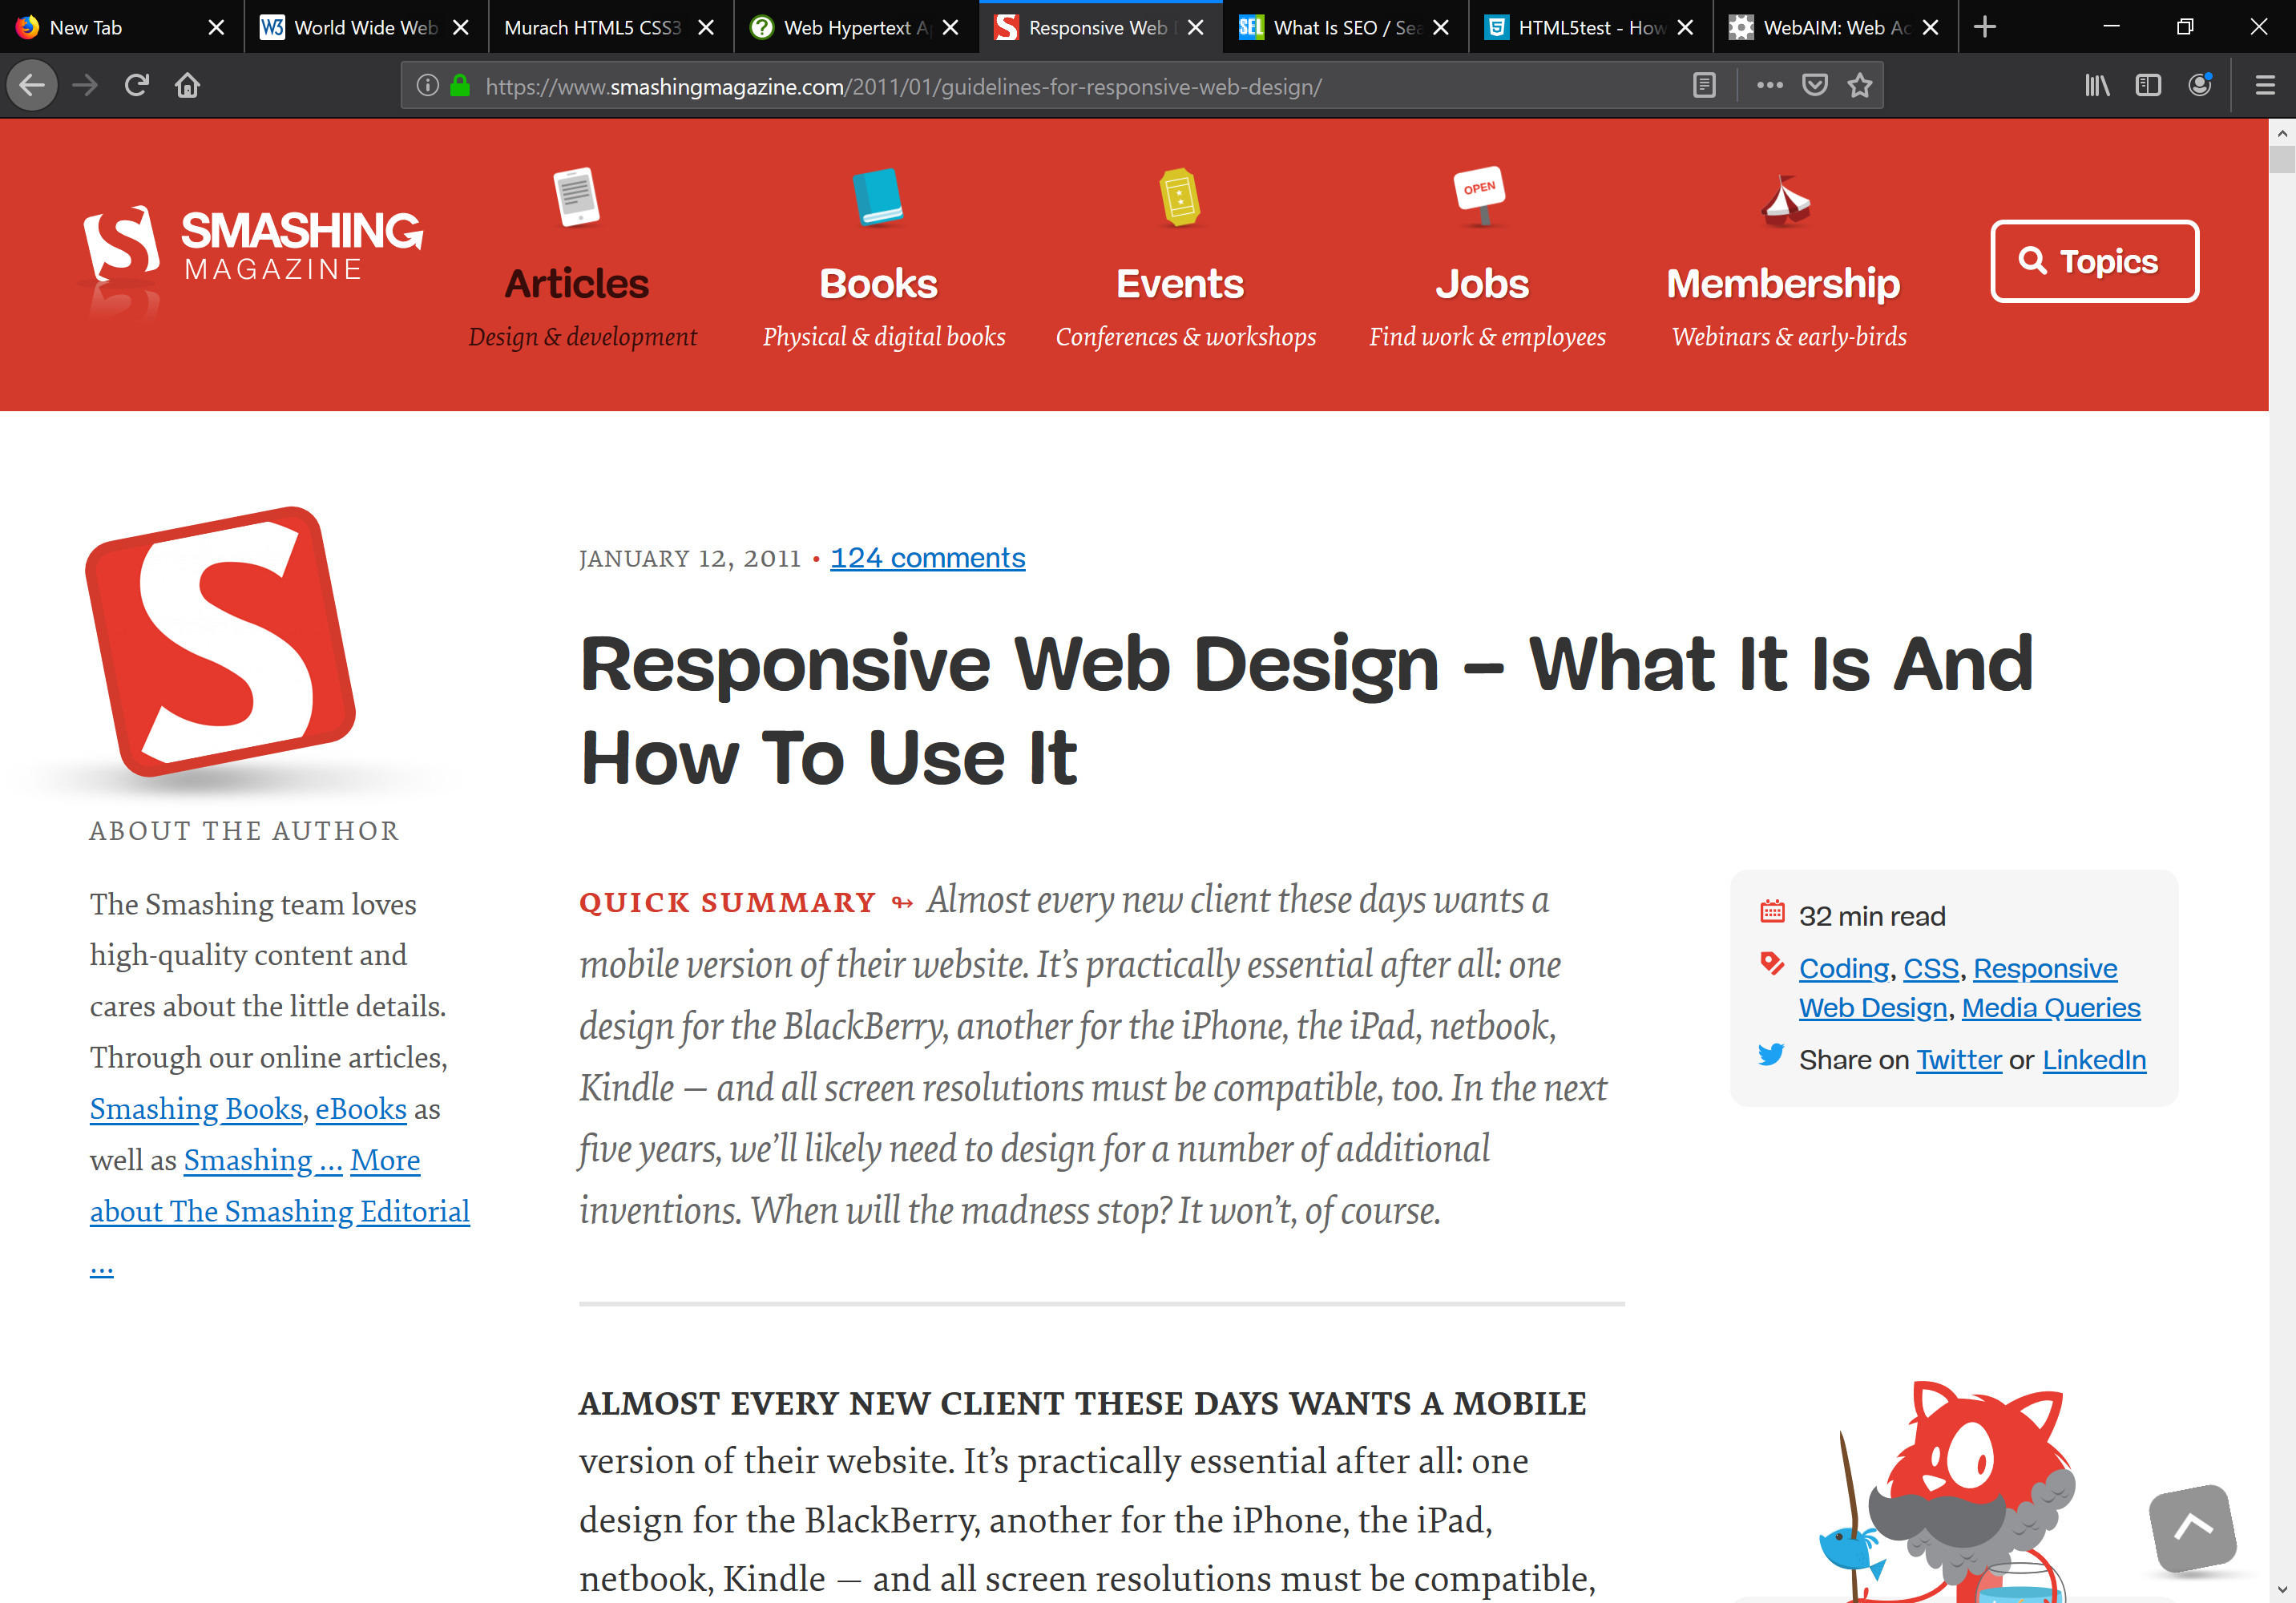 New Tab
World Wide Web
Murach HTML5 CSS3
Web Hypertext Ap
Responsive Web
What Is SEO / Sea
HTML5test - How
WebAIM: Web Ac
https://www.smashingmagazine.com/2011/01/guidelines-for-responsive-web-design/
SMASHING
MAGAZINE
OPEN
Articles
Design & development
Books
Physical & digital books
Events
Conferences & workshops
Jobs
Find work & employees
Membership
Webinars & early-birds
Topics
JANUARY 12, 2011 • 124 comments
Responsive Web Design – What It Is And
How To Use It
ABOUT THE AUTHOR
The Smashing team loves
high-quality content and
cares about the little details.
Through our online articles,
Smashing Books, eBooks as
well as Smashing ... More
about The Smashing Editorial
...
QUICK SUMMARY ↬ Almost every new client these days wants a
mobile version of their website. It’s practically essential after all: one
design for the BlackBerry, another for the iPhone, the iPad, netbook,
Kindle — and all screen resolutions must be compatible, too. In the next
five years, we’ll likely need to design for a number of additional
inventions. When will the madness stop? It won’t, of course.
32 min read
Coding, CSS, Responsive
Web Design, Media Queries
Share on Twitter or LinkedIn
ALMOST EVERY NEW CLIENT THESE DAYS WANTS A MOBILE
version of their website. It’s practically essential after all: one
design for the BlackBerry, another for the iPhone, the iPad,
netbook, Kindle — and all screen resolutions must be compatible,